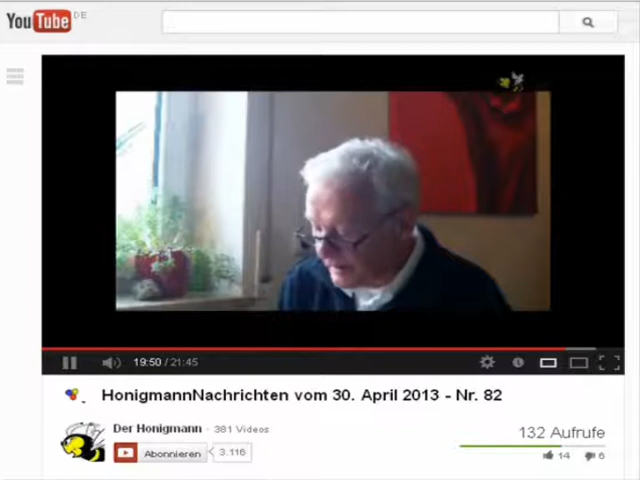 YouTube DE
19:50 / 21:45
HonigmannNachrichten vom 30. April 2013 - Nr. 82
Der Honigmann · 381 Videos
Abonnieren 3.116
132 Aufrufe
14 6